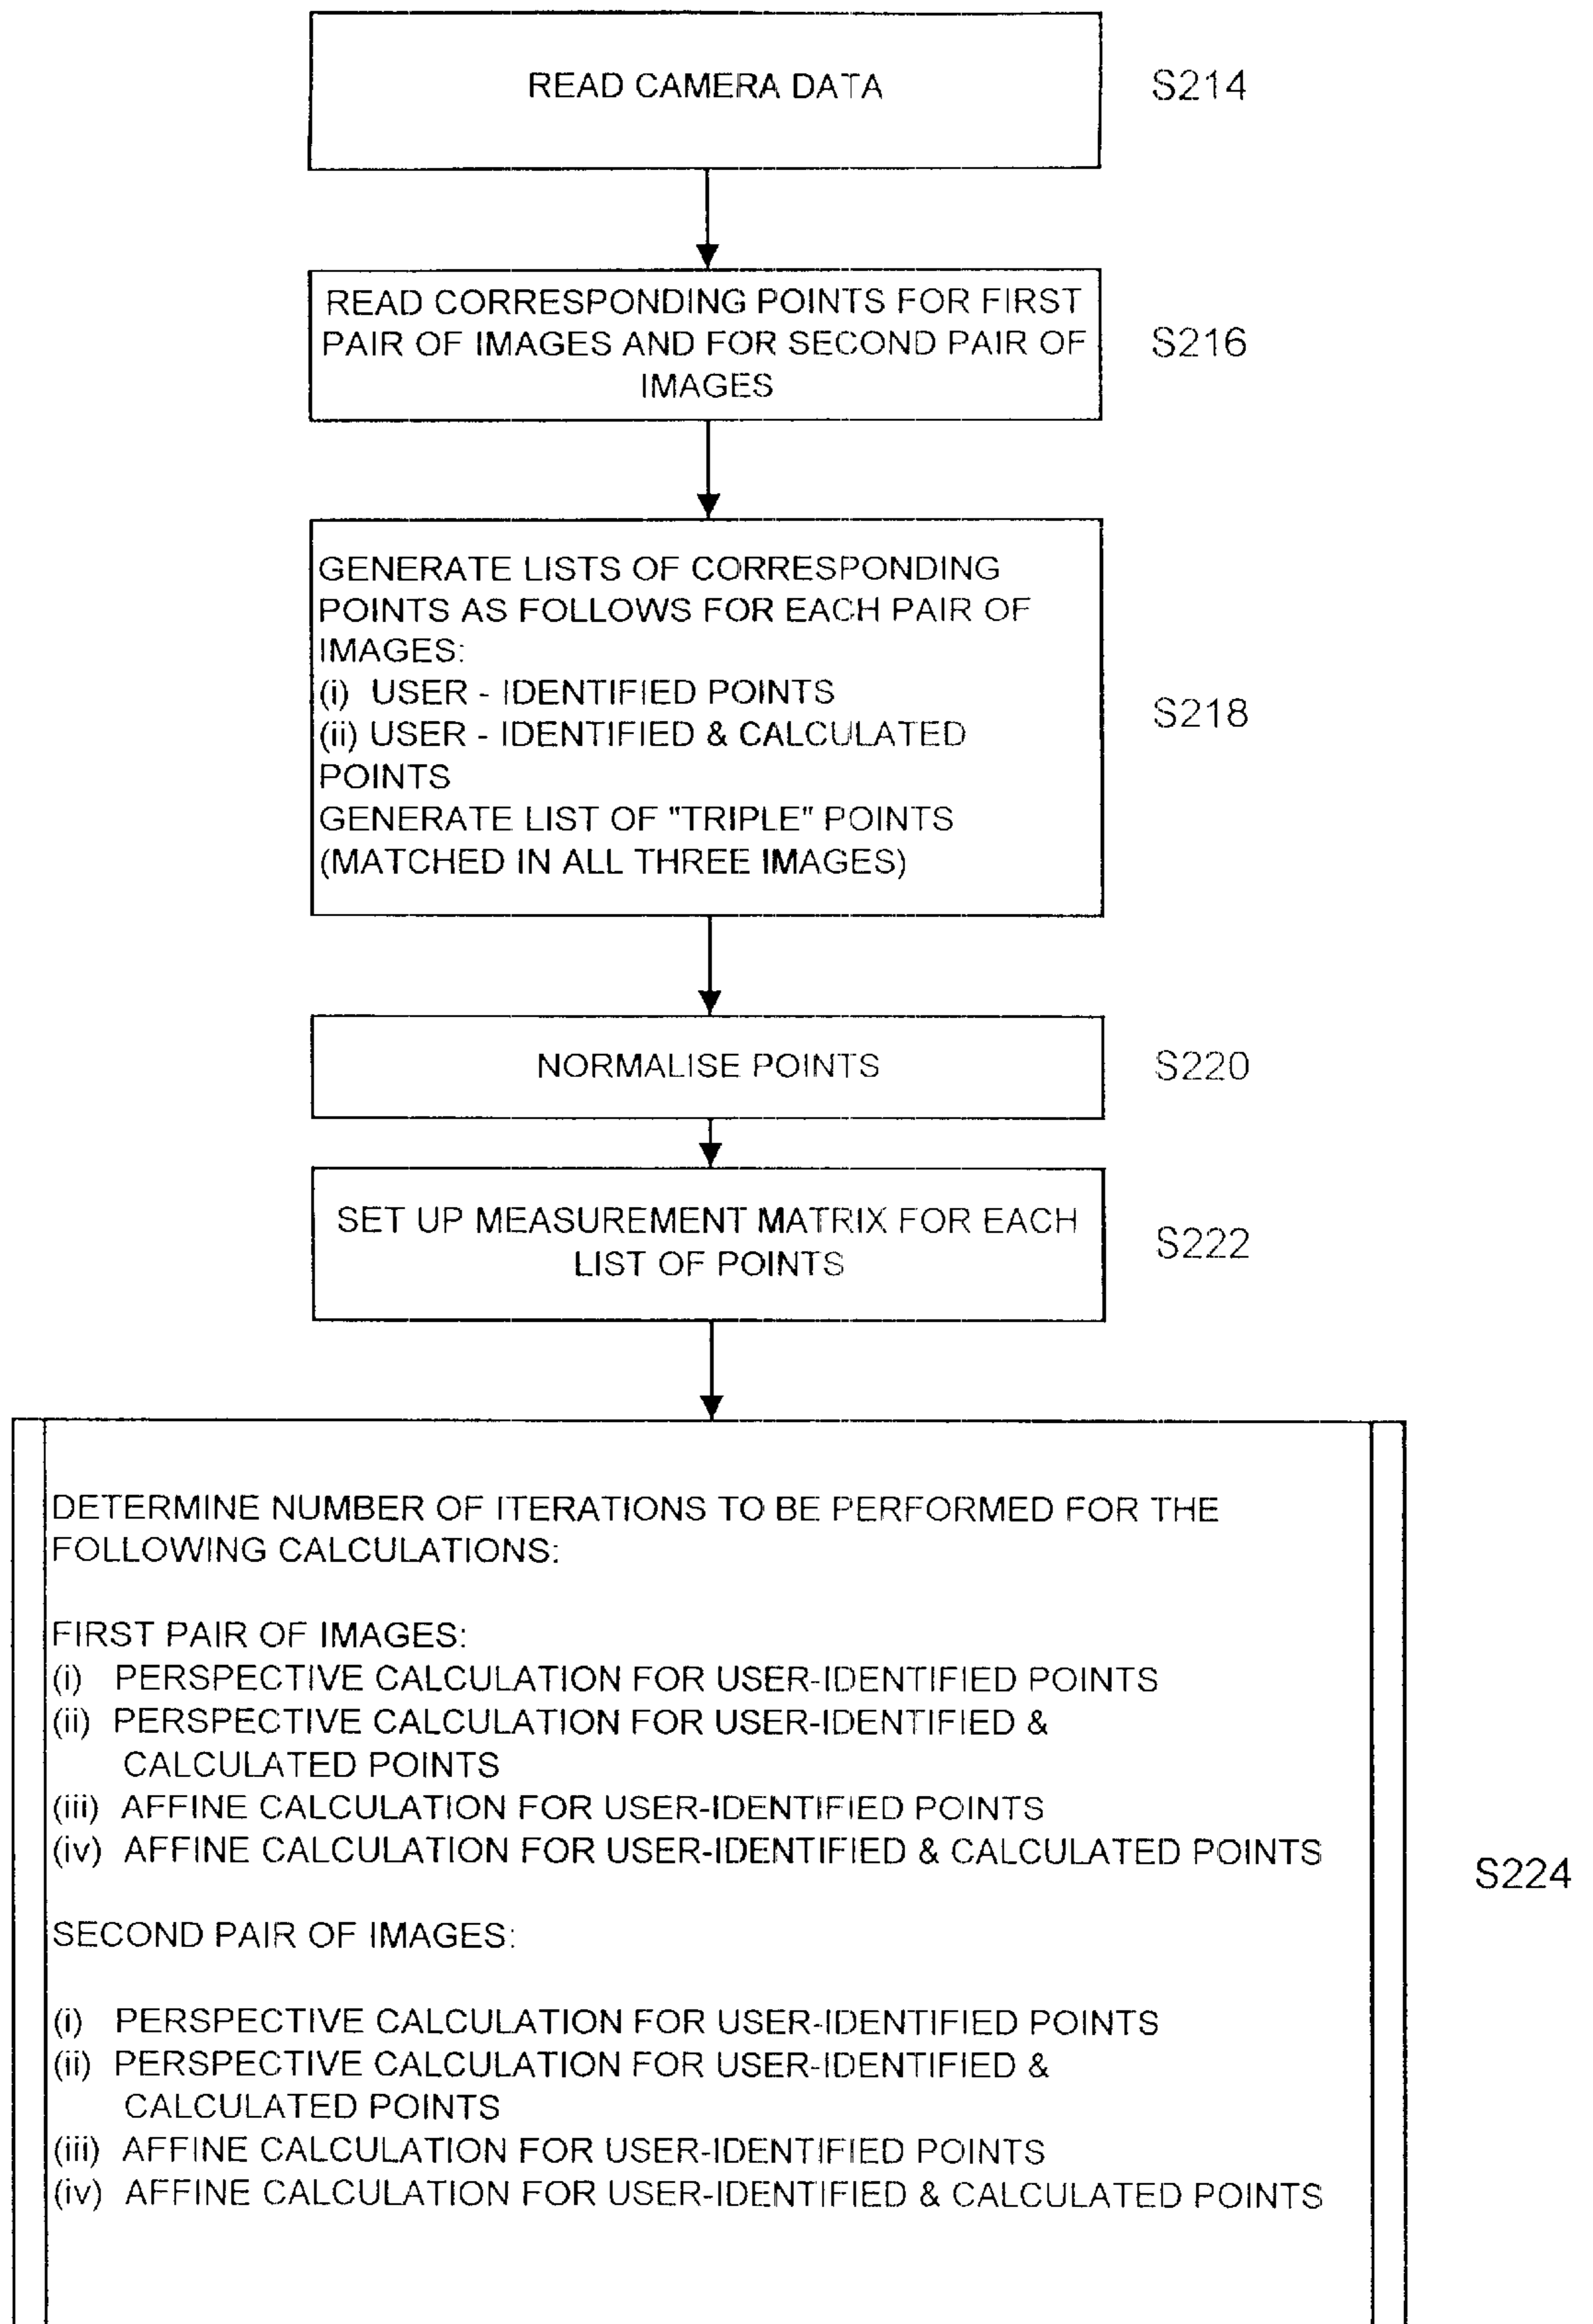 READ CAMERA DATA
S214
READ CORRESPONDING POINTS FOR FIRST
PAIR OF IMAGES AND FOR SECOND PAIR OF
IMAGES
S216
GENERATE LISTS OF CORRESPONDING
POINTS AS FOLLOWS FOR EACH PAIR OF
IMAGES:
(i) USER - IDENTIFIED POINTS
(ii) USER - IDENTIFIED & CALCULATED
POINTS
GENERATE LIST OF "TRIPLE" POINTS
(MATCHED IN ALL THREE IMAGES)
S218
NORMALISE POINTS
S220
SET UP MEASUREMENT MATRIX FOR EACH
LIST OF POINTS
S222
DETERMINE NUMBER OF ITERATIONS TO BE PERFORMED FOR THE
FOLLOWING CALCULATIONS:
FIRST PAIR OF IMAGES:
(i) PERSPECTIVE CALCULATION FOR USER-IDENTIFIED POINTS
(ii) PERSPECTIVE CALCULATION FOR USER-IDENTIFIED &
CALCULATED POINTS
(iii) AFFINE CALCULATION FOR USER-IDENTIFIED POINTS
(iv) AFFINE CALCULATION FOR USER-IDENTIFIED & CALCULATED POINTS
S224
SECOND PAIR OF IMAGES:
(i) PERSPECTIVE CALCULATION FOR USER-IDENTIFIED POINTS
(ii) PERSPECTIVE CALCULATION FOR USER-IDENTIFIED &
CALCULATED POINTS
(iii) AFFINE CALCULATION FOR USER-IDENTIFIED POINTS
(iv) AFFINE CALCULATION FOR USER-IDENTIFIED & CALCULATED POINTS